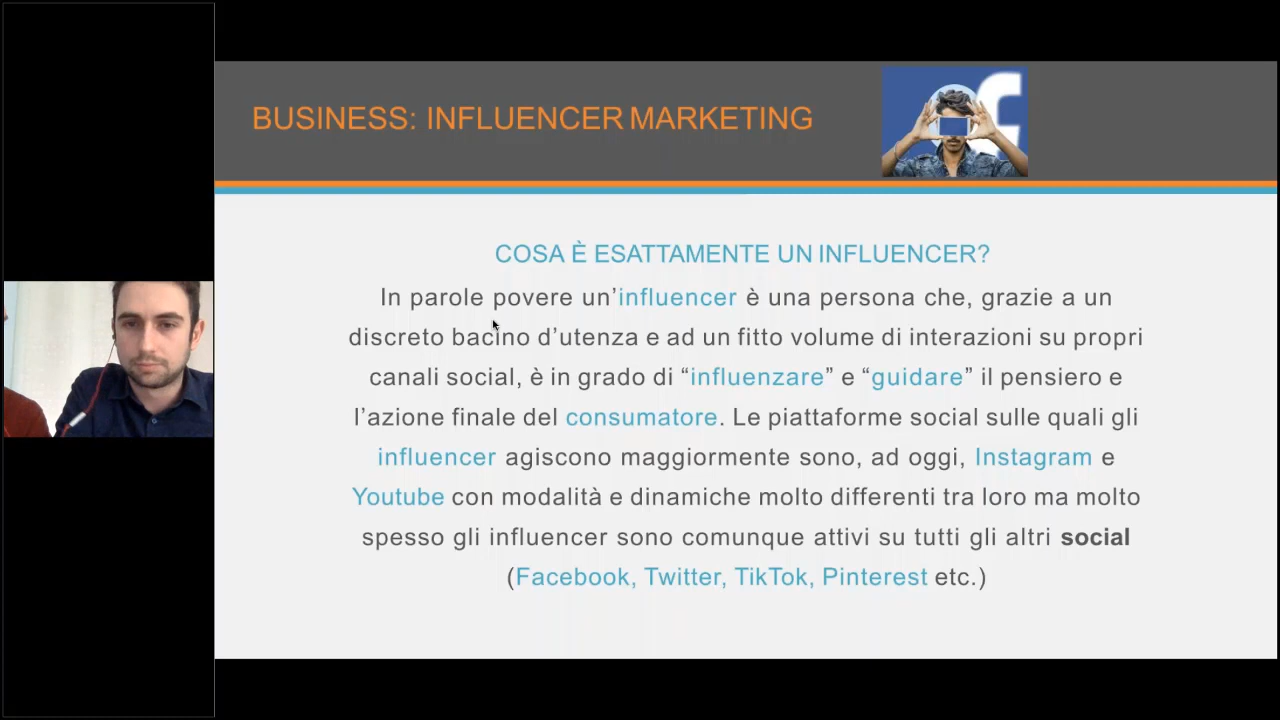 BUSINESS: INFLUENCER MARKETING
COSA È ESATTAMENTE UN INFLUENCER?
In parole povere un’influencer è una persona che, grazie a un
discreto bacino d’utenza e ad un fitto volume di interazioni su propri
canali social, è in grado di “influenzare” e “guidare” il pensiero e
l’azione finale del consumatore. Le piattaforme social sulle quali gli
influencer agiscono maggiormente sono, ad oggi, Instagram e
Youtube con modalità e dinamiche molto differenti tra loro ma molto
spesso gli influencer sono comunque attivi su tutti gli altri social
(Facebook, Twitter, TikTok, Pinterest etc.)